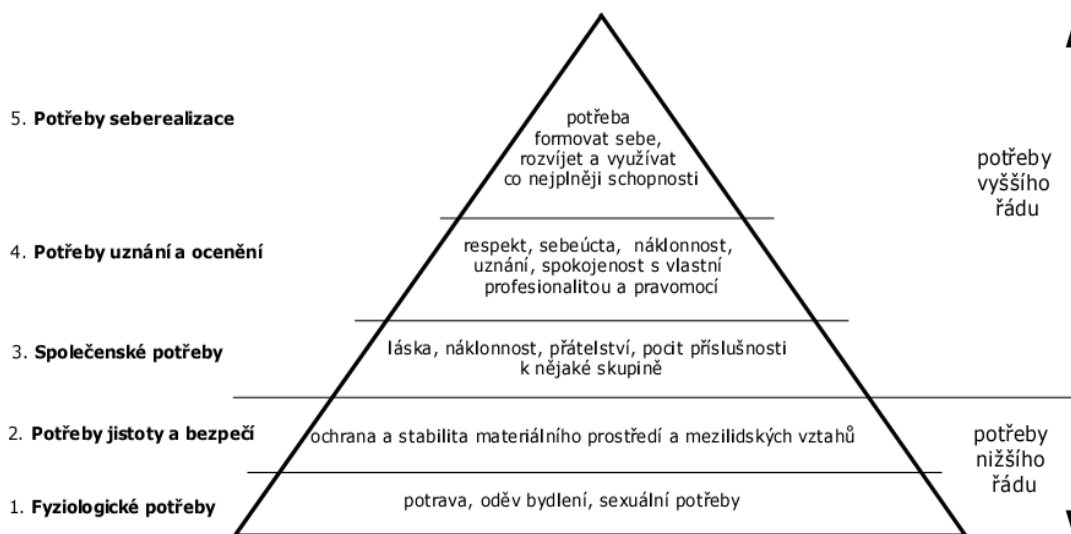 5. Potřeby seberealizace
potřeba
formovat sebe,
rozvíjet a využívat
co nejplněji schopnosti
potřeby
vyššího
řádu
4. Potřeby uznání a ocenění
respekt, sebeúcta, náklonnost,
uznání, spokojenost s vlastní
profesionalitou a pravomocí
3. Společenské potřeby
láska, náklonnost, přátelství, pocit příslušnosti
k nějaké skupině
2. Potřeby jistoty a bezpečí
ochrana a stabilita materiálního prostředí a mezilidských vztahů
potřeby
nižšího
řádu
1. Fyziologické potřeby
potrava, oděv bydlení, sexuální potřeby